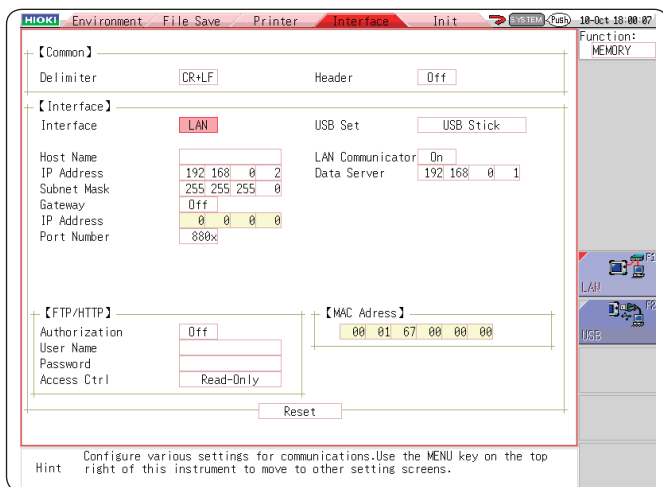 HIOKI Environment File Save Printer Interface Init SYSTEM Push 10-Oct 18:00:07
Function:
MEMORY
【Common】
Delimiter CR+LF Header Off
【Interface】
Interface LAN USB Set USB Stick
Host Name LAN Communicator On
IP Address 192 168 0 2 Data Server 192 168 0 1
Subnet Mask 255 255 255 0
Gateway Off
IP Address 0 0 0 0
Port Number 880x
F1
LAN
F2
USB
【FTP/HTTP】 【MAC Adress】
Authorization Off 00 01 67 00 00 00
User Name
Password
Access Ctrl Read-Only
Reset
Hint Configure various settings for communications.Use the MENU key on the top
right of this instrument to move to other setting screens.